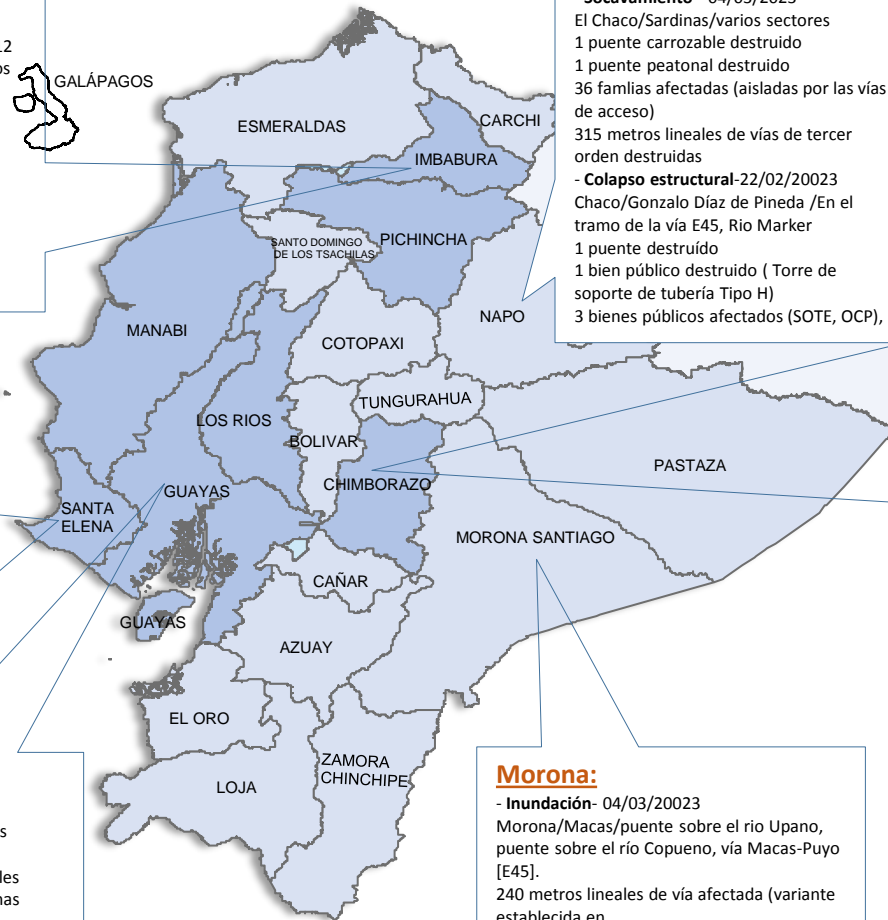 12
os
GALÁPAGOS
ESMERALDAS
CARCHI
IMBABURA
PICHINCHA
SANTO DOMINGO
DE LOS TSACHILAS
NAPO
MANABI
COTOPAXI
TUNGURAHUA
LOS RIOS
BOLIVAR
PASTAZA
CHIMBORAZO
SANTA
ELENA
GUAYAS
MORONA SANTIAGO
CAÑAR
GUAYAS
AZUAY
EL ORO
LOJA
ZAMORA
CHINCHIPE
El Chaco/Sardinas/varios sectores
1 puente carrozable destruido
1 puente peatonal destruido
36 famlias afectadas (aisladas por las vías
de acceso)
315 metros lineales de vías de tercer
orden destruidas
- Colapso estructural-22/02/20023
Chaco/Gonzalo Díaz de Pineda /En el
tramo de la vía E45, Rio Marker
1 puente destruído
1 bien público destruido ( Torre de
soporte de tubería Tipo H)
3 bienes públicos afectados (SOTE, OCP),
Morona:
- Inundación- 04/03/20023
Morona/Macas/puente sobre el rio Upano,
puente sobre el río Copueno, vía Macas-Puyo
[E45].
240 metros lineales de vía afectada (variante
establecida en
s
les
nas